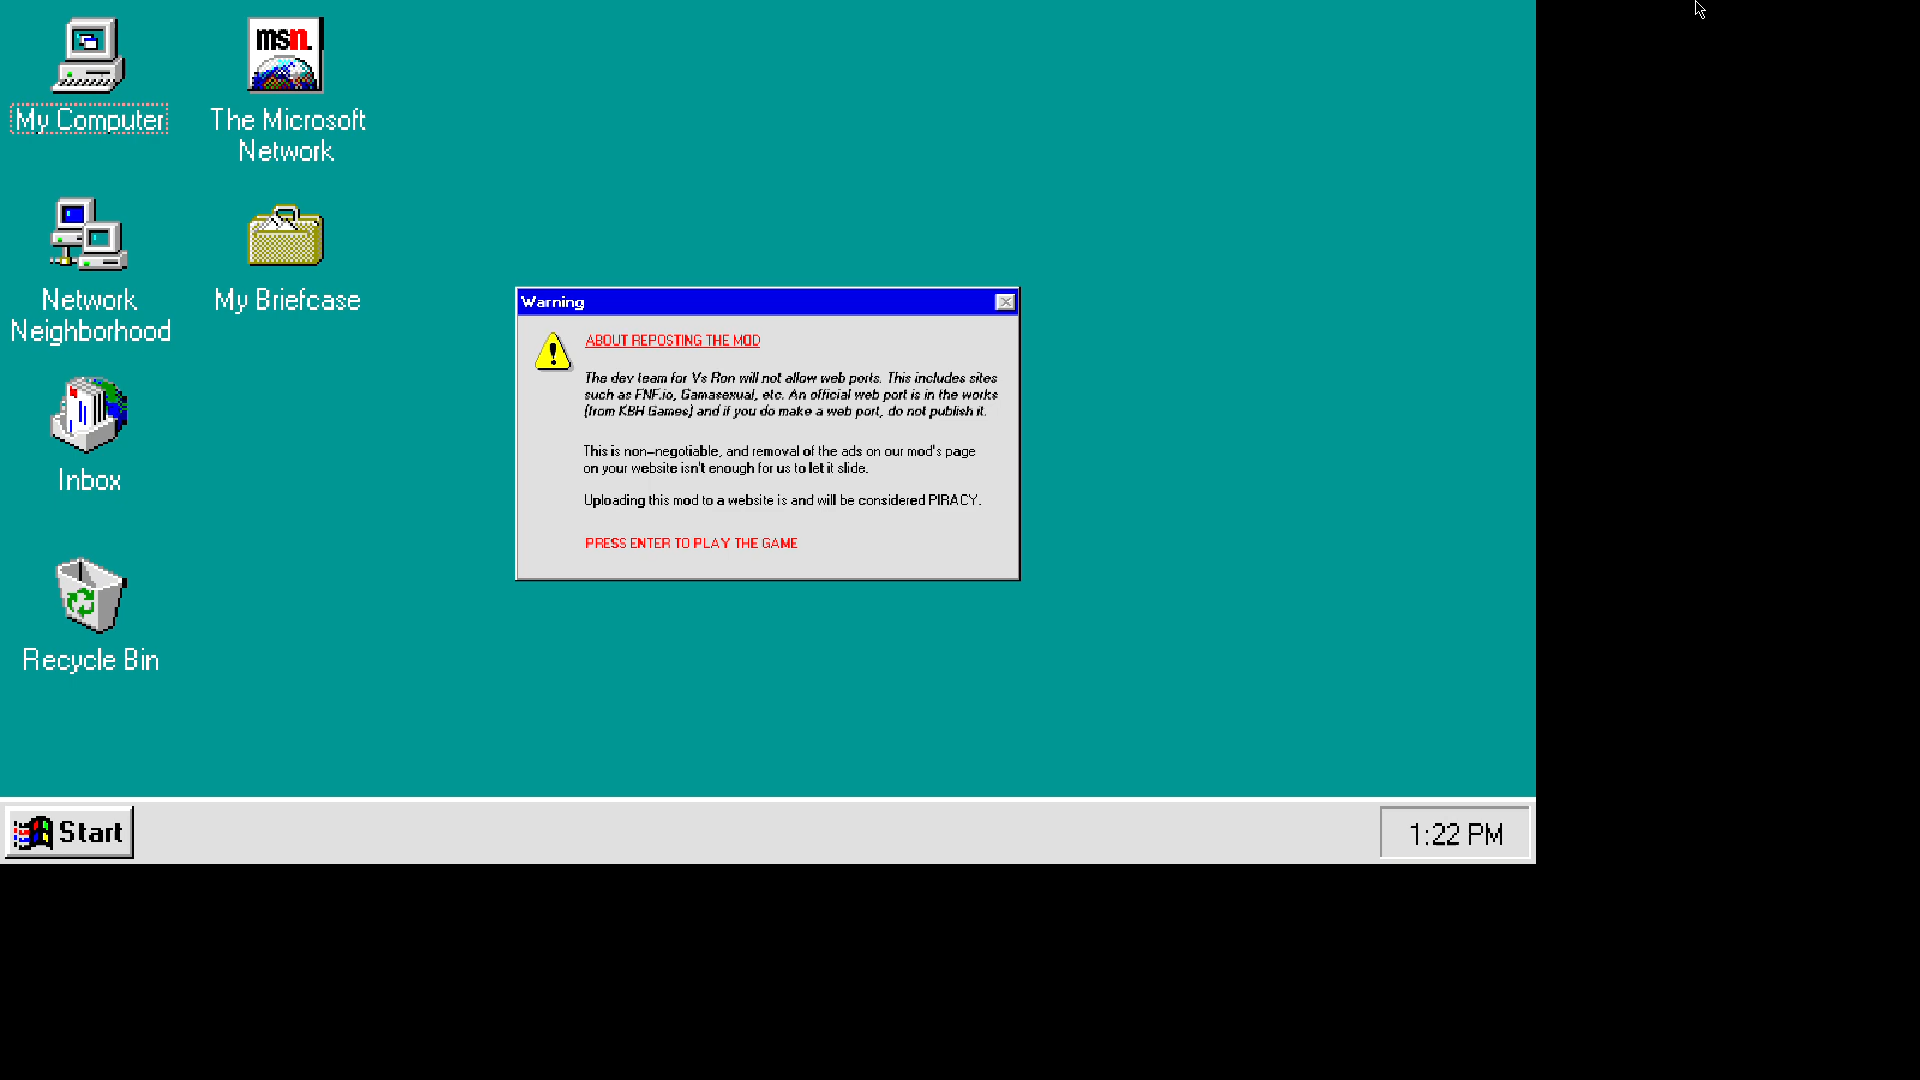 msn.
My Computer
The Microsoft
Network
Network
Neighborhood
My Briefcase
Inbox
Recycle Bin
Warning
ABOUT REPOSTING THE MOD
The dev team for Vs Ron will not allow web ports. This includes sites
such as FNF.io, Gamasexual, etc. An official web port is in the works
(from KBH Games) and if you do make a web port, do not publish it.
This is non-negotiable, and removal of the ads on our mod's page
on your website isn't enough for us to let it slide.
Uploading this mod to a website is and will be considered PIRACY.
PRESS ENTER TO PLAY THE GAME
Start
1:22 PM